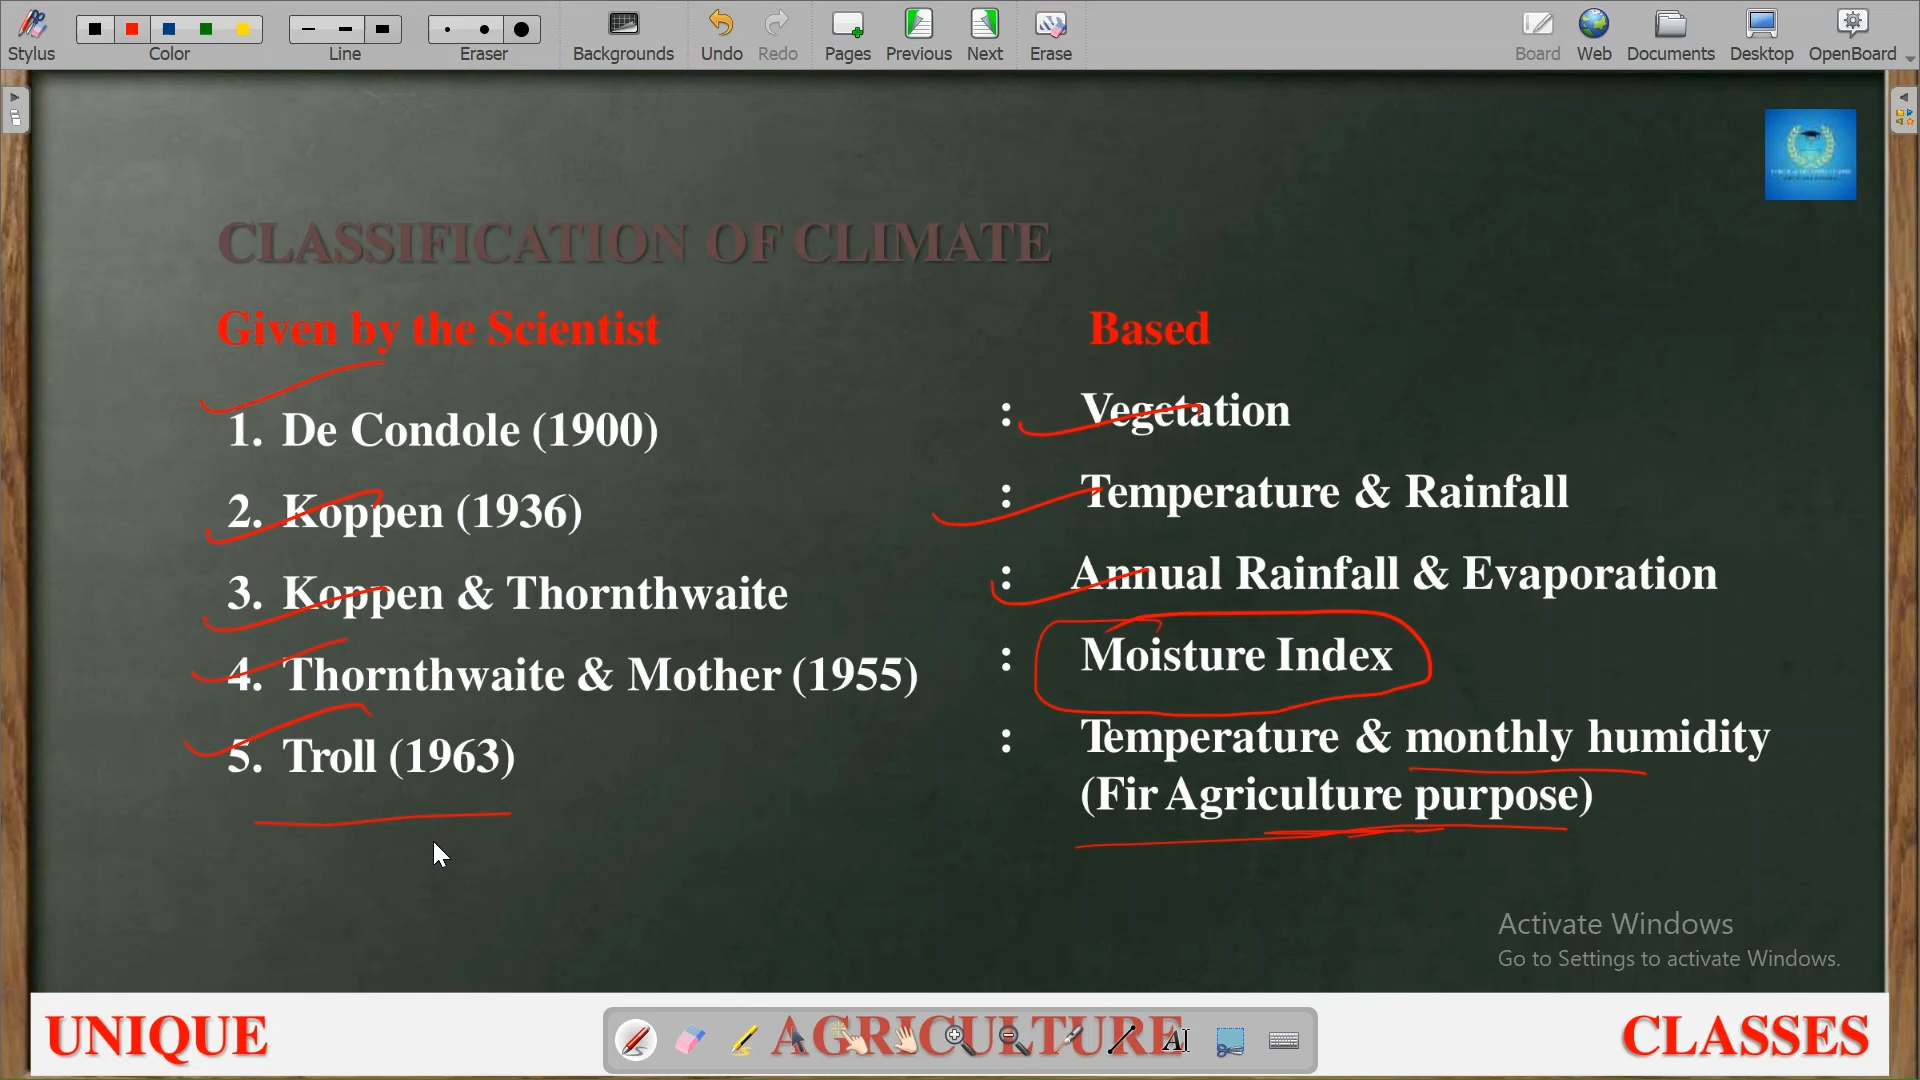 Stylus Color Line Eraser Backgrounds Undo Redo Pages Previous Next Erase Board Web Documents Desktop OpenBoard
CLASSIFICATION OF CLIMATE
Given by the Scientist Based
1. De Condole (1900) : Vegetation
2. Koppen (1936) : Temperature & Rainfall
3. Koppen & Thornthwaite : Annual Rainfall & Evaporation
4. Thornthwaite & Mother (1955) : Moisture Index
5. Troll (1963) : Temperature & monthly humidity
(Fir Agriculture purpose)
Activate Windows
Go to Settings to activate Windows.
UNIQUE AGRICULTURE CLASSES